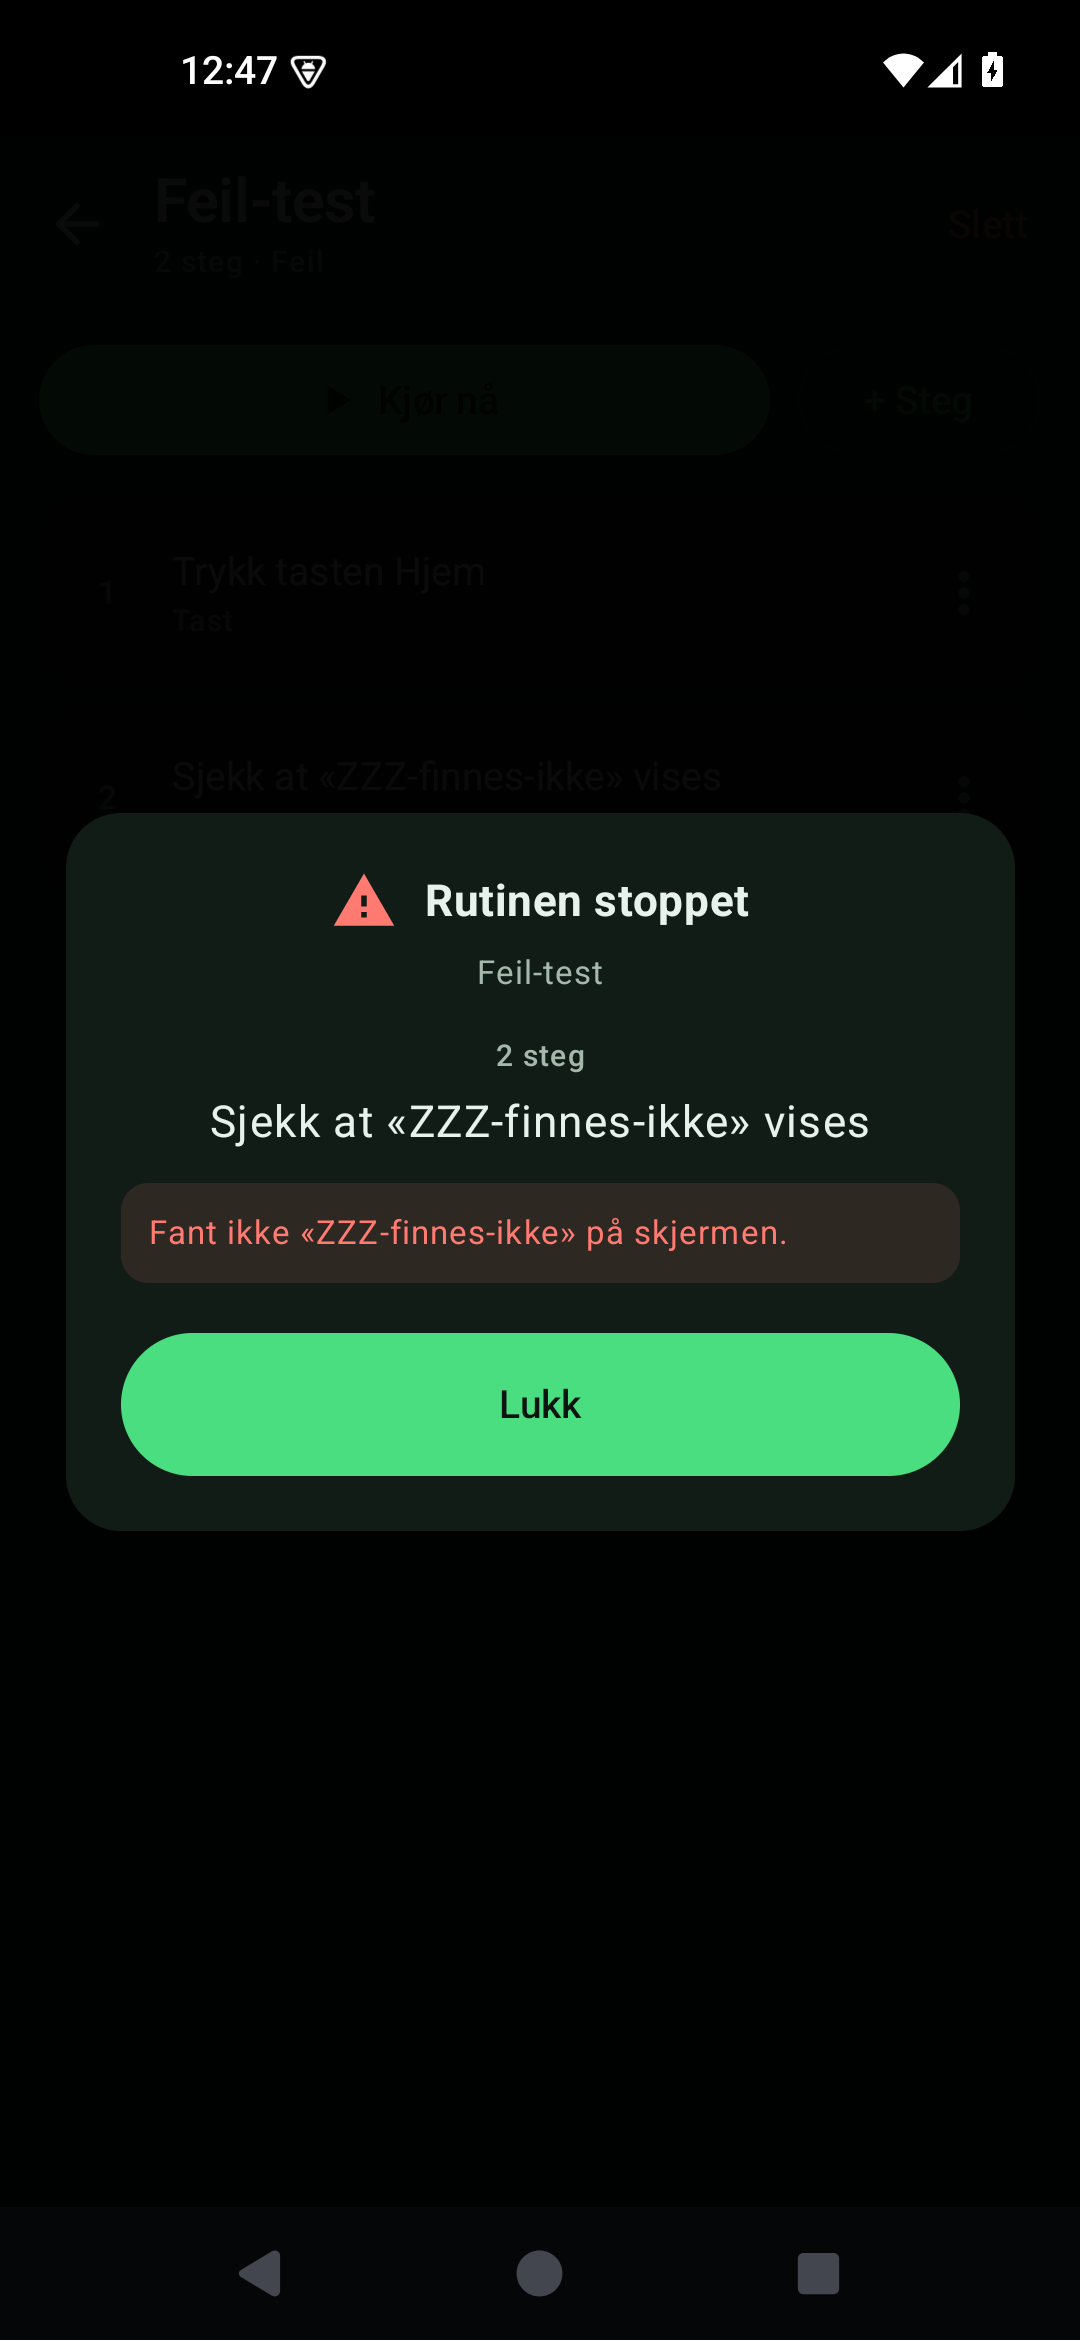 12:47
Feil-test
2 steg · Feil
Slett
Kjør nå
+ Steg
1
Trykk tasten Hjem
Tast
2
Sjekk at «ZZZ-finnes-ikke» vises
Rutinen stoppet
Feil-test
2 steg
Sjekk at «ZZZ-finnes-ikke» vises
Fant ikke «ZZZ-finnes-ikke» på skjermen.
Lukk